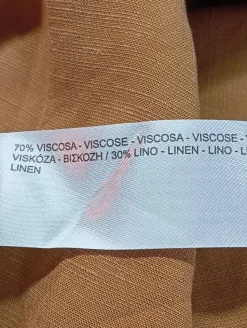 70% VISCOSA - VISCOSE - VISCOSA - VISCOSE -
VISKÓZA - ΒΙΣΚΟΖΗ / 30% LINO - LINEN - LINO -
LINEN